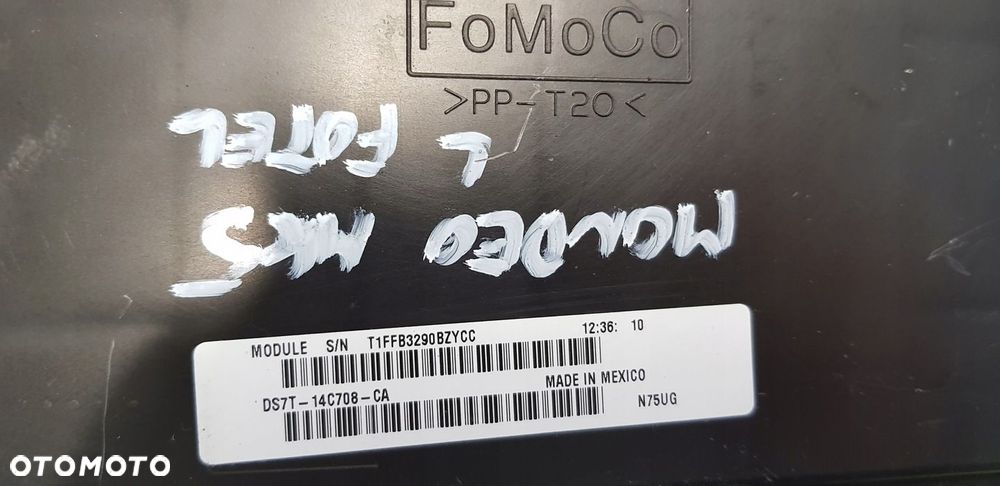 FoMoCo
>PP-T20<
MONDEO MK5
L FOTEL
MODULE S/N T1FFB3290BZYCC 12:36: 10
MADE IN MEXICO
DS7T-14C708-CA
N75UG
OTOMOTO